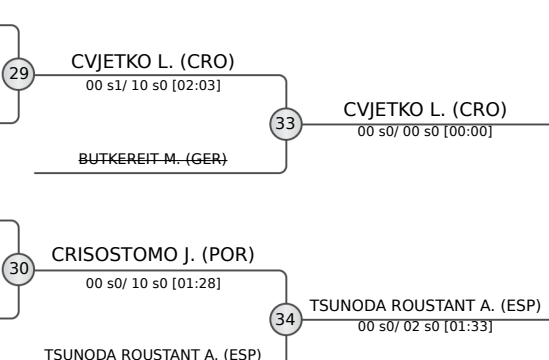 CVJETKO L. (CRO)
29
00 s1/ 10 s0 [02:03]
CVJETKO L. (CRO)
33
00 s0/ 00 s0 [00:00]
BUTKEREIT M. (GER)
CRISOSTOMO J. (POR)
30
00 s0/ 10 s0 [01:28]
TSUNODA ROUSTANT A. (ESP)
34
00 s0/ 02 s0 [01:33]
TSUNODA ROUSTANT A. (ESP)